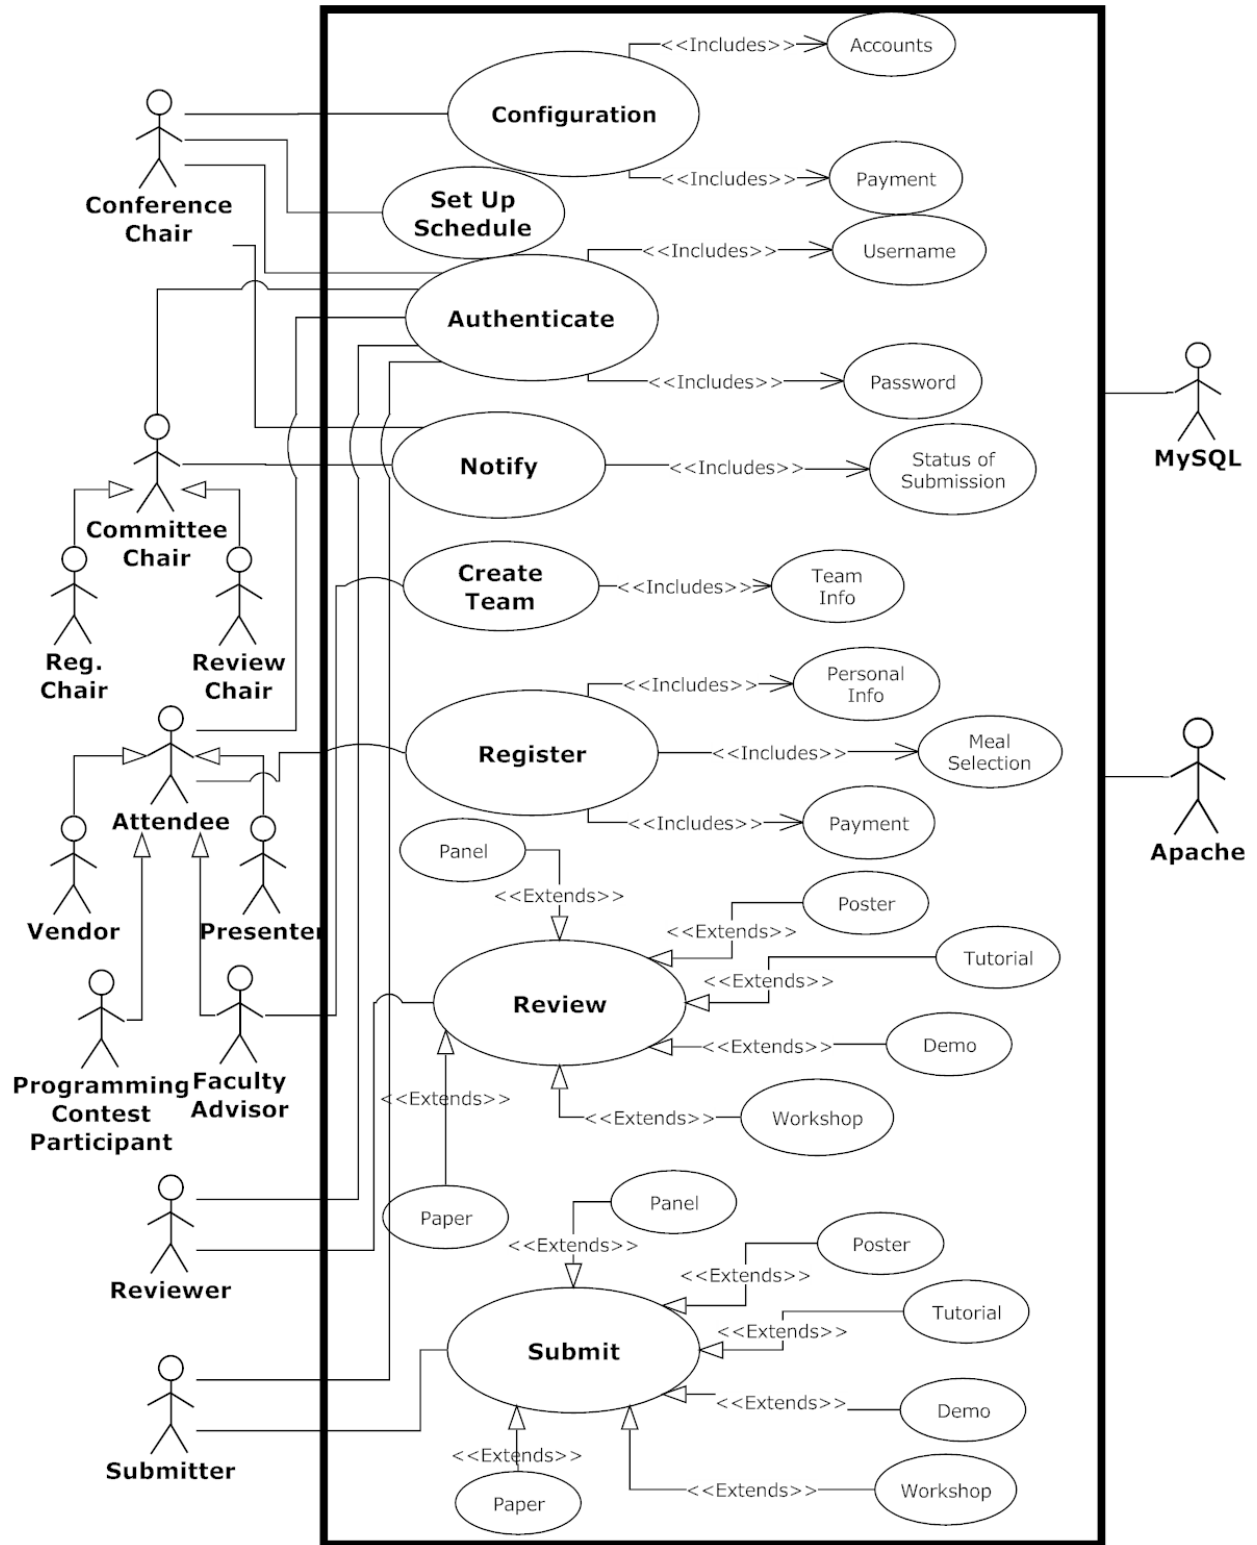 <<Includes>>
Accounts
Configuration
Conference
Chair
<<Includes>>
Payment
Set Up
Schedule
<<Includes>>
Username
Authenticate
<<Includes>>
Password
MySQL
Notify
<<Includes>>
Status of
Submission
Committee
Chair
Create
Team
<<Includes>>
Team
Info
Reg.
Chair
Review
Chair
<<Includes>>
Personal
Info
Register
<<Includes>>
Meal
Selection
Attendee
<<Includes>>
Payment
Apache
Panel
<<Extends>>
Poster
<<Extends>>
Vendor
Presenter
Tutorial
<<Extends>>
Review
<<Extends>>
Demo
Programming
Contest
Participant
Faculty
Advisor
<<Extends>>
<<Extends>>
Workshop
Paper
Panel
<<Extends>>
Poster
<<Extends>>
Reviewer
Tutorial
<<Extends>>
Submit
<<Extends>>
Demo
<<Extends>>
Submitter
Paper
<<Extends>>
Workshop